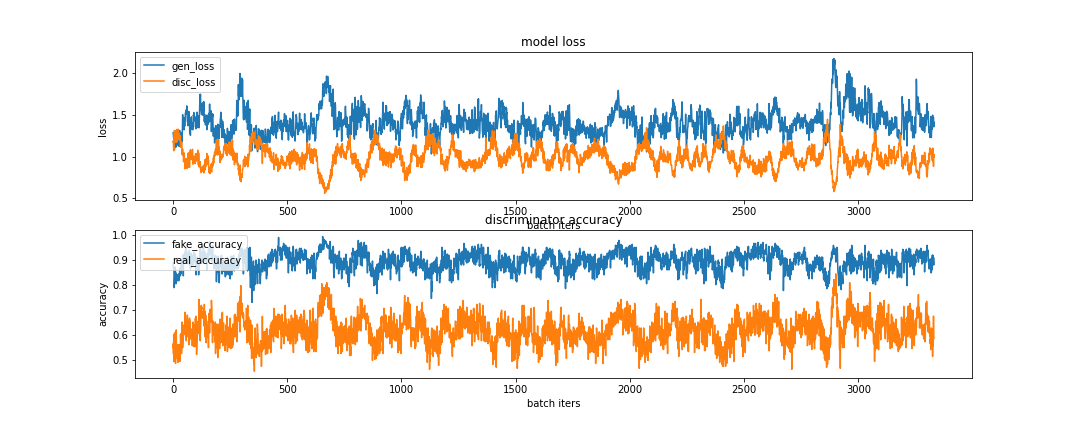 model loss
gen_loss
disc_loss
loss
2.0
1.5
1.0
0.5
0 500 1000 1500 2000 2500 3000
batch iters
discriminator accuracy
fake_accuracy
real_accuracy
accuracy
1.0
0.9
0.8
0.7
0.6
0.5
0 500 1000 1500 2000 2500 3000
batch iters